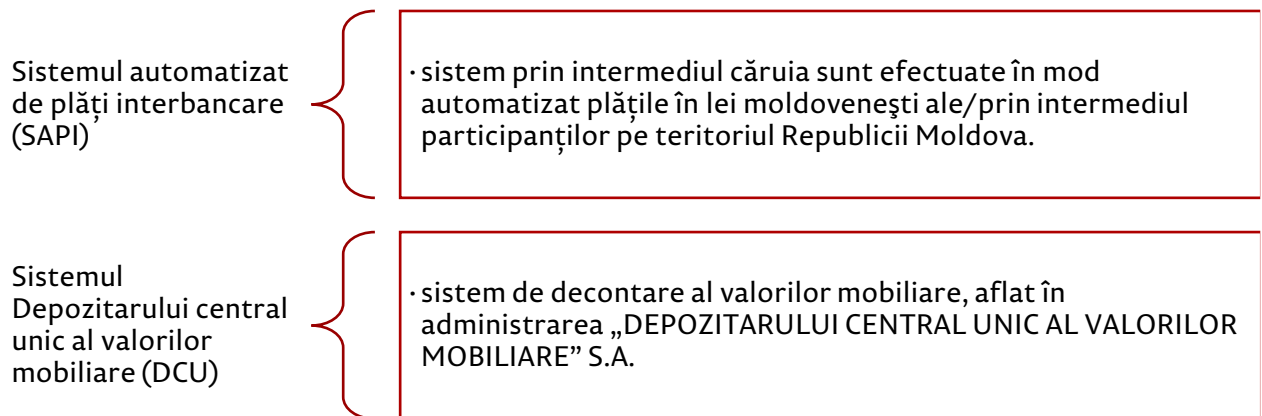 Sistemul automatizat
de plăți interbancare
(SAPI)
· sistem prin intermediul căruia sunt efectuate în mod
automatizat plățile în lei moldoveneşti ale/prin intermediul
participanților pe teritoriul Republicii Moldova.
Sistemul
Depozitarului central
unic al valorilor
mobiliare (DCU)
· sistem de decontare al valorilor mobiliare, aflat în
administrarea „DEPOZITARULUI CENTRAL UNIC AL VALORILOR
MOBILIARE” S.A.